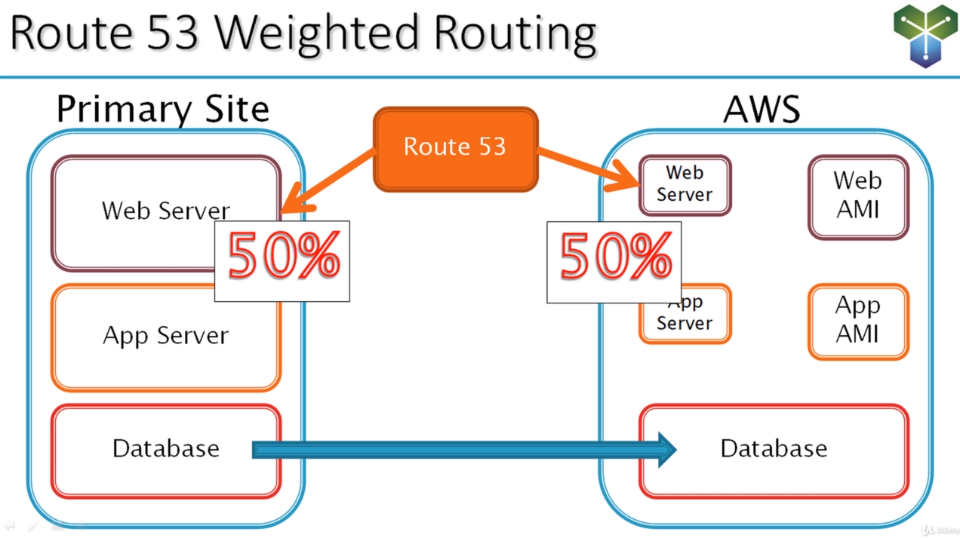 Route 53 Weighted Routing
Primary Site
AWS
Route 53
Web Server
50%
App Server
Database
Web
Server
50%
App
Server
Web
AMI
App
AMI
Database
Udemy